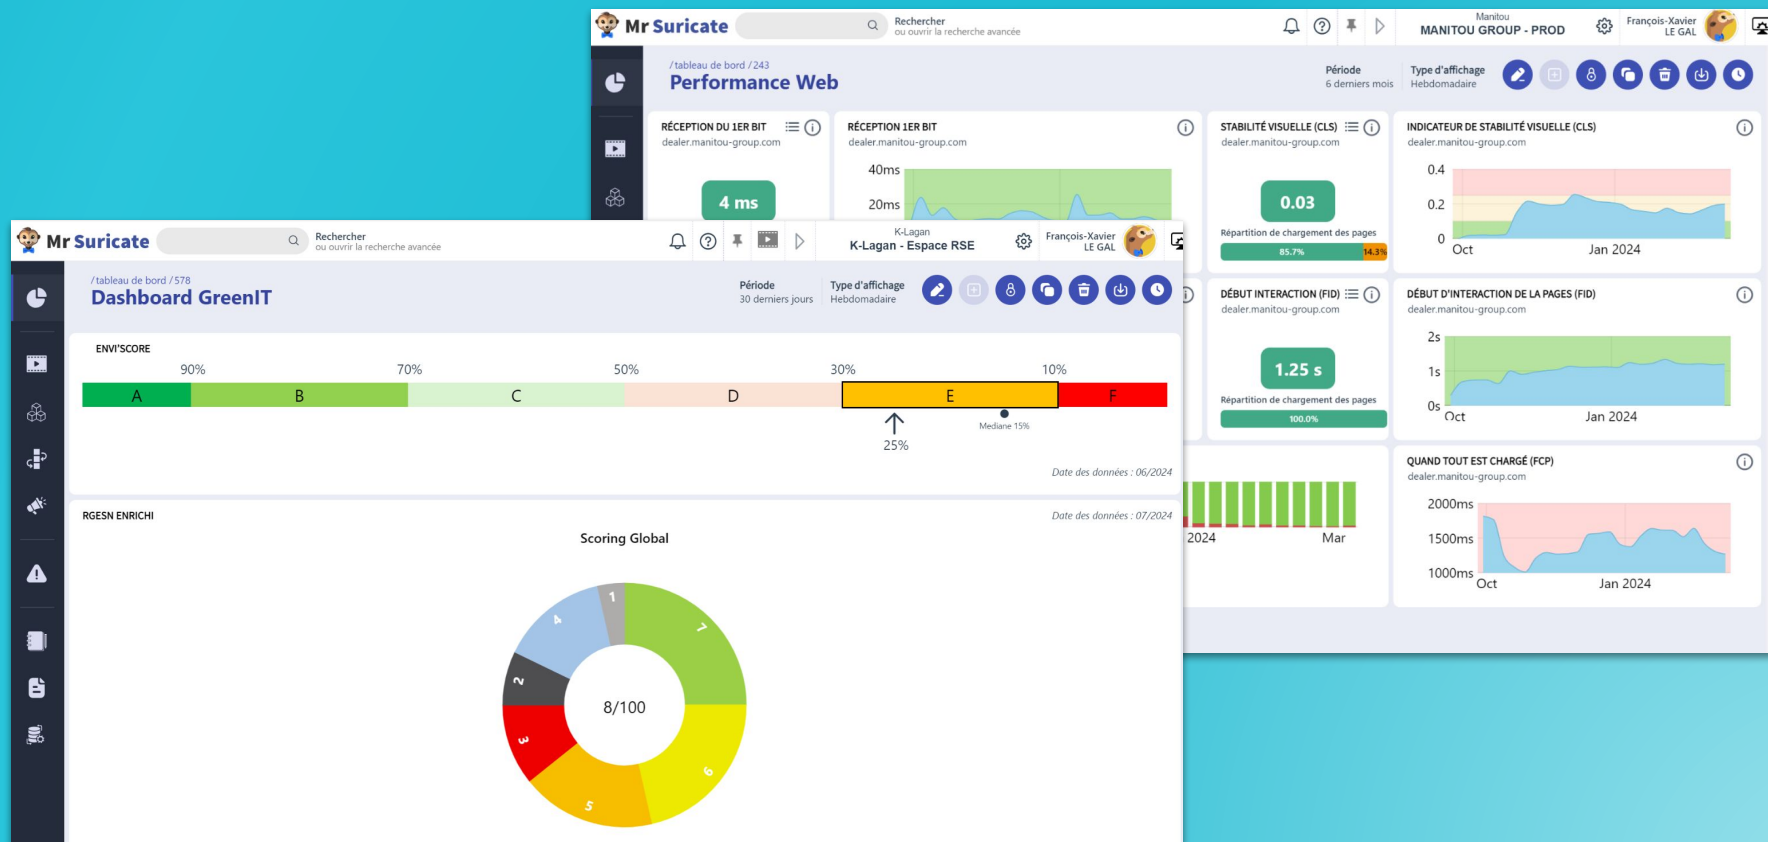 Mr Suricate
Rechercher
ou ouvrir la recherche avancée
Manitou
MANITOU GROUP - PROD
François-Xavier
LE GAL
/ tableau de bord / 243
Performance Web
Période
6 derniers mois
Type d'affichage
Hebdomadaire
RÉCEPTION DU 1ER BIT
dealer.manitou-group.com
4 ms
RÉCEPTION 1ER BIT
dealer.manitou-group.com
40ms
20ms
STABILITÉ VISUELLE (CLS)
dealer.manitou-group.com
0.03
Répartition de chargement des pages
85.7%
14.3%
INDICATEUR DE STABILITÉ VISUELLE (CLS)
dealer.manitou-group.com
0.4
0.2
0
Oct
Jan 2024
DÉBUT INTERACTION (FID)
dealer.manitou-group.com
1.25 s
Répartition de chargement des pages
100.0%
DÉBUT D'INTERACTION DE LA PAGES (FID)
dealer.manitou-group.com
2s
1s
0s
Oct
Jan 2024
2024
Mar
QUAND TOUT EST CHARGÉ (FCP)
dealer.manitou-group.com
2000ms
1500ms
1000ms
Oct
Jan 2024
Mr Suricate
Rechercher
ou ouvrir la recherche avancée
K-Lagan
K-Lagan - Espace RSE
François-Xavier
LE GAL
/ tableau de bord / 578
Dashboard GreenIT
Période
30 derniers jours
Type d'affichage
Hebdomadaire
ENVI'SCORE
90%
70%
50%
30%
10%
A
B
C
D
E
F
25%
Mediane 15%
Date des données : 06/2024
RGESN ENRICHI
Date des données : 07/2024
Scoring Global
1
7
4
2
8/100
3
6
5